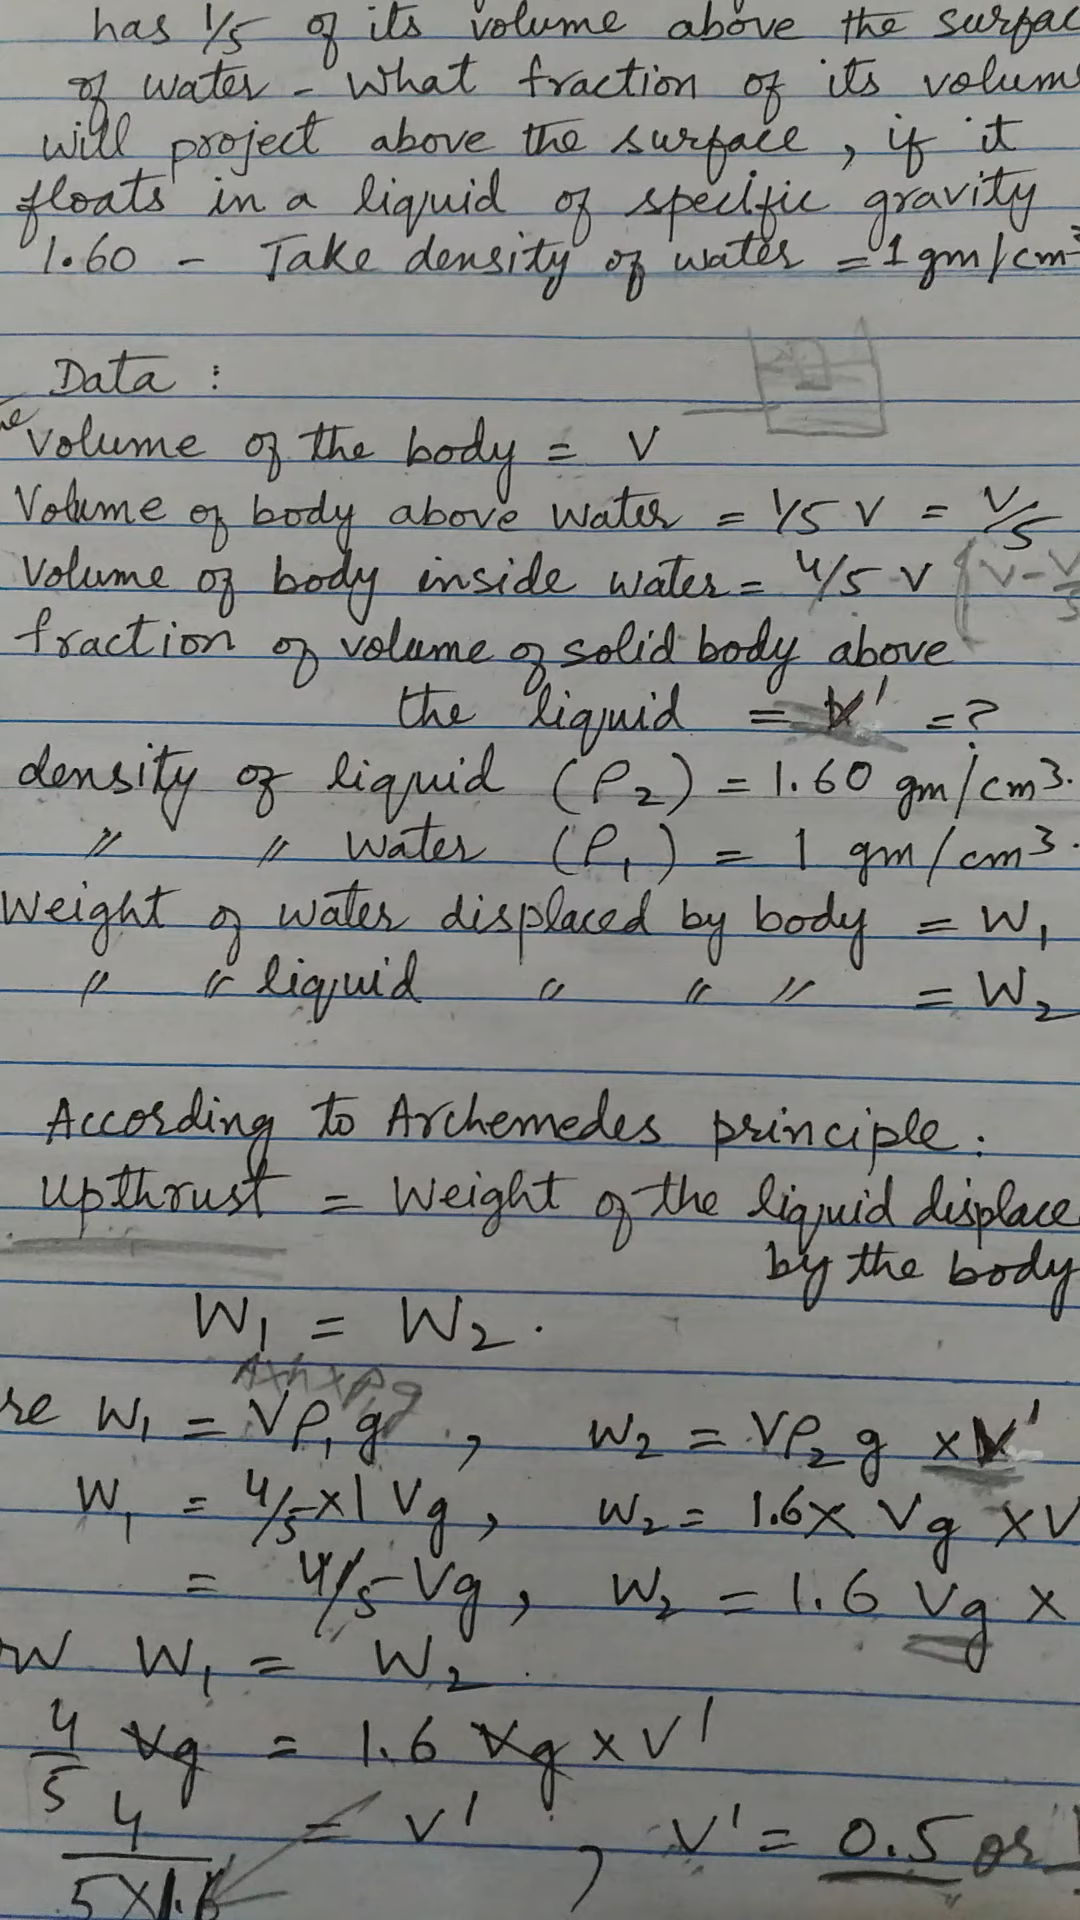 has 1/5 of its volume above the surfac
of water - What fraction of its volume
will project above the surface, if it
floats in a liquid of specific gravity
1.60 - Take density of water = 1 gm/cm³
Data :
Volume of the body = V
Volume of body above Water = 1/5 V = V/5
Volume of body inside water = 4/5 V { V - V/5
fraction of volume of solid body above
the liquid = V' = ?
density of liquid (ρ₂) = 1.60 gm/cm³.
" " Water (ρ₁) = 1 gm/cm³.
Weight of water displaced by body = W₁
" " liquid " " " = W₂
According to Archemedes principle :
Upthrust = Weight of the liquid displace
by the body
W₁ = W₂ .
A×h×ρg
re W₁ = Vρ₁g , W₂ = Vρ₂g × V'
W₁ = 4/5 × 1 Vg , W₂ = 1.6 × Vg × V
= 4/5 Vg , W₂ = 1.6 Vg ×
ow W₁ = W₂ .
4/5 Vg = 1.6 Vg × V'
4/(5×1.6) = V' , V' = 0.5 or